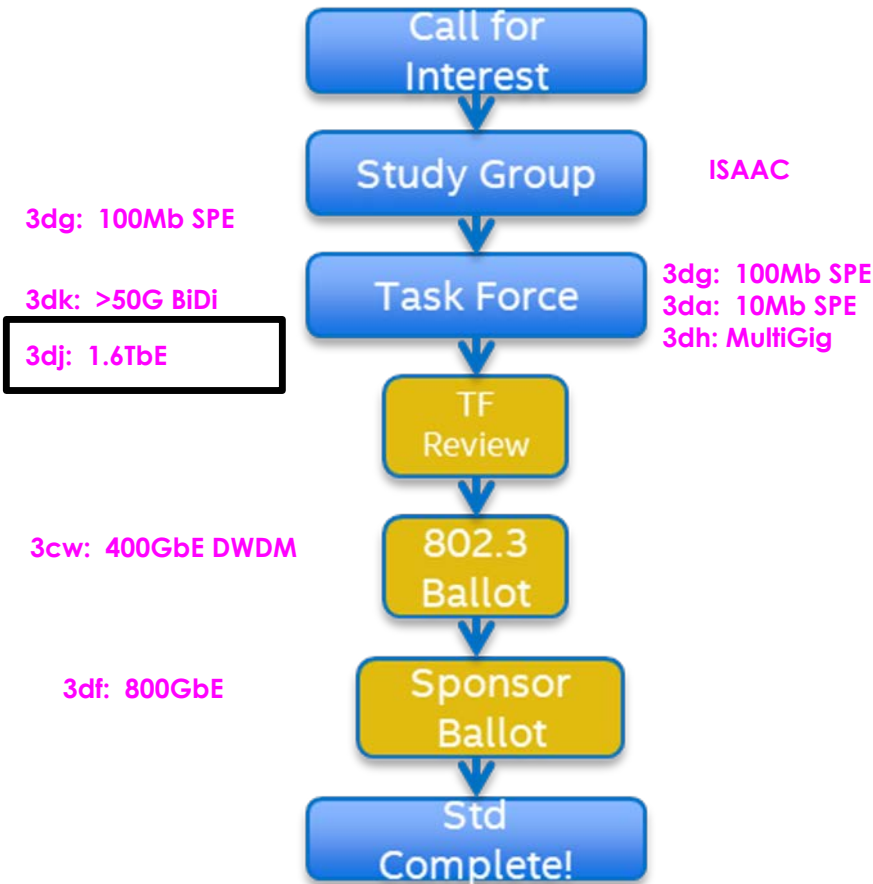 Call for
Interest
Study Group
ISAAC
3dg: 100Mb SPE
3dk: >50G BiDi
3dj: 1.6TbE
Task Force
3dg: 100Mb SPE
3da: 10Mb SPE
3dh: MultiGig
TF
Review
3cw: 400GbE DWDM
802.3
Ballot
3df: 800GbE
Sponsor
Ballot
Std
Complete!